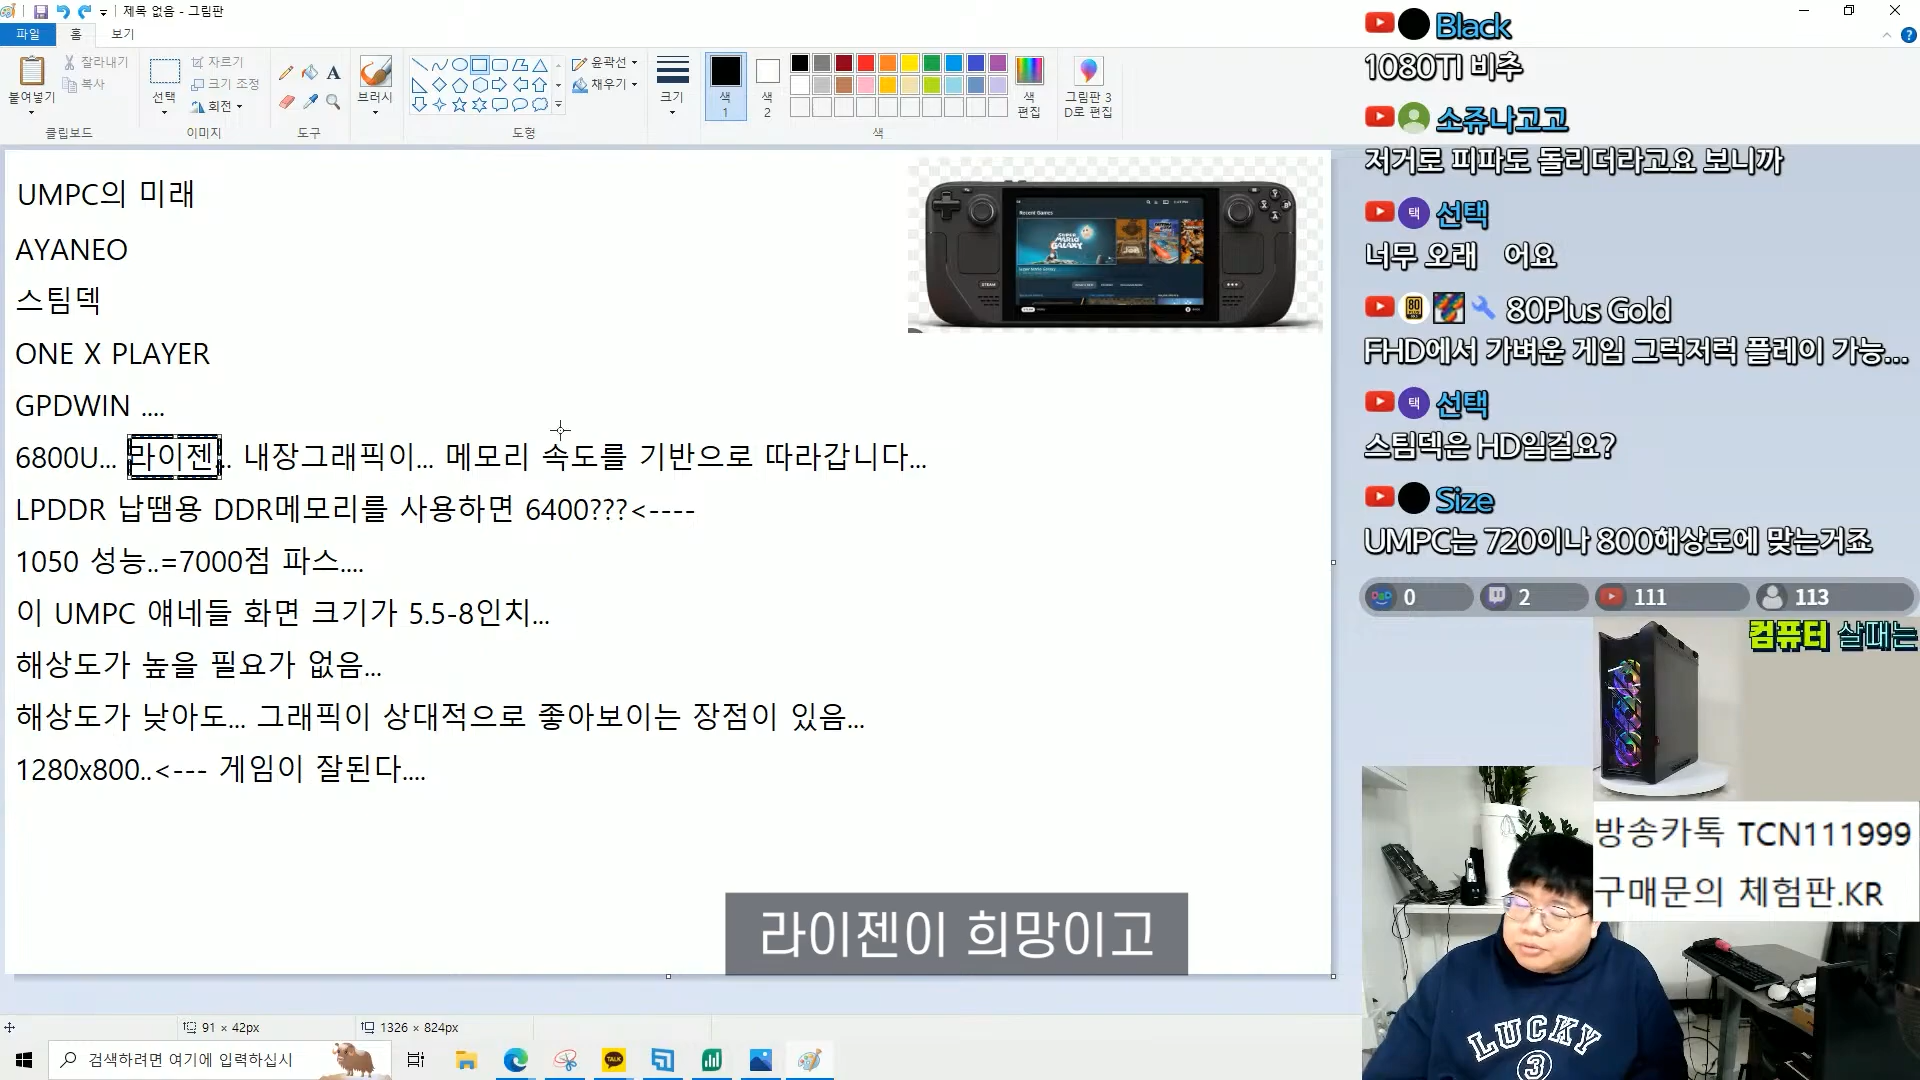 제목 없음 - 그림판
파일
홈
보기
붙여넣기
잘라내기
복사
클립보드
선택
자르기
크기 조정
회전
이미지
A
도구
브러시
윤곽선
채우기
도형
크기
색 1
색 2
색 편집
색
그림판 3D로 편집
UMPC의 미래
AYANEO
스팀덱
ONE X PLAYER
GPDWIN ....
6800U... 라이젠... 내장그래픽이... 메모리 속도를 기반으로 따라갑니다...
LPDDR 납땜용 DDR메모리를 사용하면 6400???<----
1050 성능..=7000점 파스....
이 UMPC 얘네들 화면 크기가 5.5-8인치...
해상도가 높을 필요가 없음...
해상도가 낮아도... 그래픽이 상대적으로 좋아보이는 장점이 있음...
1280x800..<--- 게임이 잘된다....
Recent Games
SUPER MARIO GALAXY
STEAM
라이젠이 희망이고
91 × 42px
1326 × 824px
검색하려면 여기에 입력하십시
TALK
Black
1080TI 비추
소쥬나고고
저거로 피파도 돌리더라고요 보니까
택 선택
너무 오래 어요
80 80Plus Gold
FHD에서 가벼운 게임 그럭저럭 플레이 가능...
택 선택
스팀덱은 HD일걸요?
Size
UMPC는 720이나 800해상도에 맞는거죠
0
2
111
113
컴퓨터 살때는
방송카톡 TCN111999
구매문의 체험판.KR
LUCKY
3